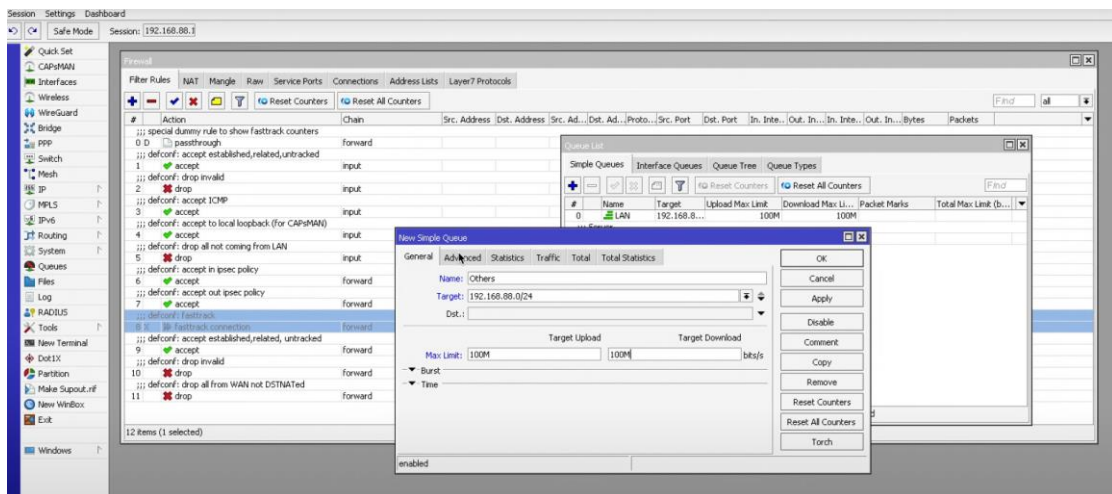 Session Settings Dashboard
Safe Mode Session: 192.168.88.1
Quick Set
CAPsMAN
Interfaces
Wireless
WireGuard
Bridge
PPP
Switch
Mesh
IP
MPLS
IPv6
Routing
System
Queues
Files
Log
RADIUS
Tools
New Terminal
Dot1X
Partition
Make Supout.rif
New WinBox
Exit
Windows
Firewall
Filter Rules NAT Mangle Raw Service Ports Connections Address Lists Layer7 Protocols
Reset Counters Reset All Counters Find all
# Action Chain Src. Address Dst. Address Src. Ad... Dst. Ad... Proto... Src. Port Dst. Port In. Inte... Out. In... In. Inte... Out. In... Bytes Packets
;;; special dummy rule to show fasttrack counters
0 D passthrough forward
;;; defconf: accept established,related,untracked
1 accept input
;;; defconf: drop invalid
2 drop input
;;; defconf: accept ICMP
3 accept input
;;; defconf: accept to local loopback (for CAPsMAN)
4 accept input
;;; defconf: drop all not coming from LAN
5 drop input
;;; defconf: accept in ipsec policy
6 accept forward
;;; defconf: accept out ipsec policy
7 accept forward
;;; defconf: fasttrack
8 X fasttrack connection forward
;;; defconf: accept established,related, untracked
9 accept forward
;;; defconf: drop invalid
10 drop forward
;;; defconf: drop all from WAN not DSTNATed
11 drop forward
12 items (1 selected)
Queue List
Simple Queues Interface Queues Queue Tree Queue Types
Reset Counters Reset All Counters Find
# Name Target Upload Max Limit Download Max Li... Packet Marks Total Max Limit (b...
0 LAN 192.168.8... 100M 100M
New Simple Queue
General Advanced Statistics Traffic Total Total Statistics
Name: Others
Target: 192.168.88.0/24
Dst.:
Target Upload Target Download
Max Limit: 100M 100M bits/s
Burst
Time
OK
Cancel
Apply
Disable
Comment
Copy
Remove
Reset Counters
Reset All Counters
Torch
enabled